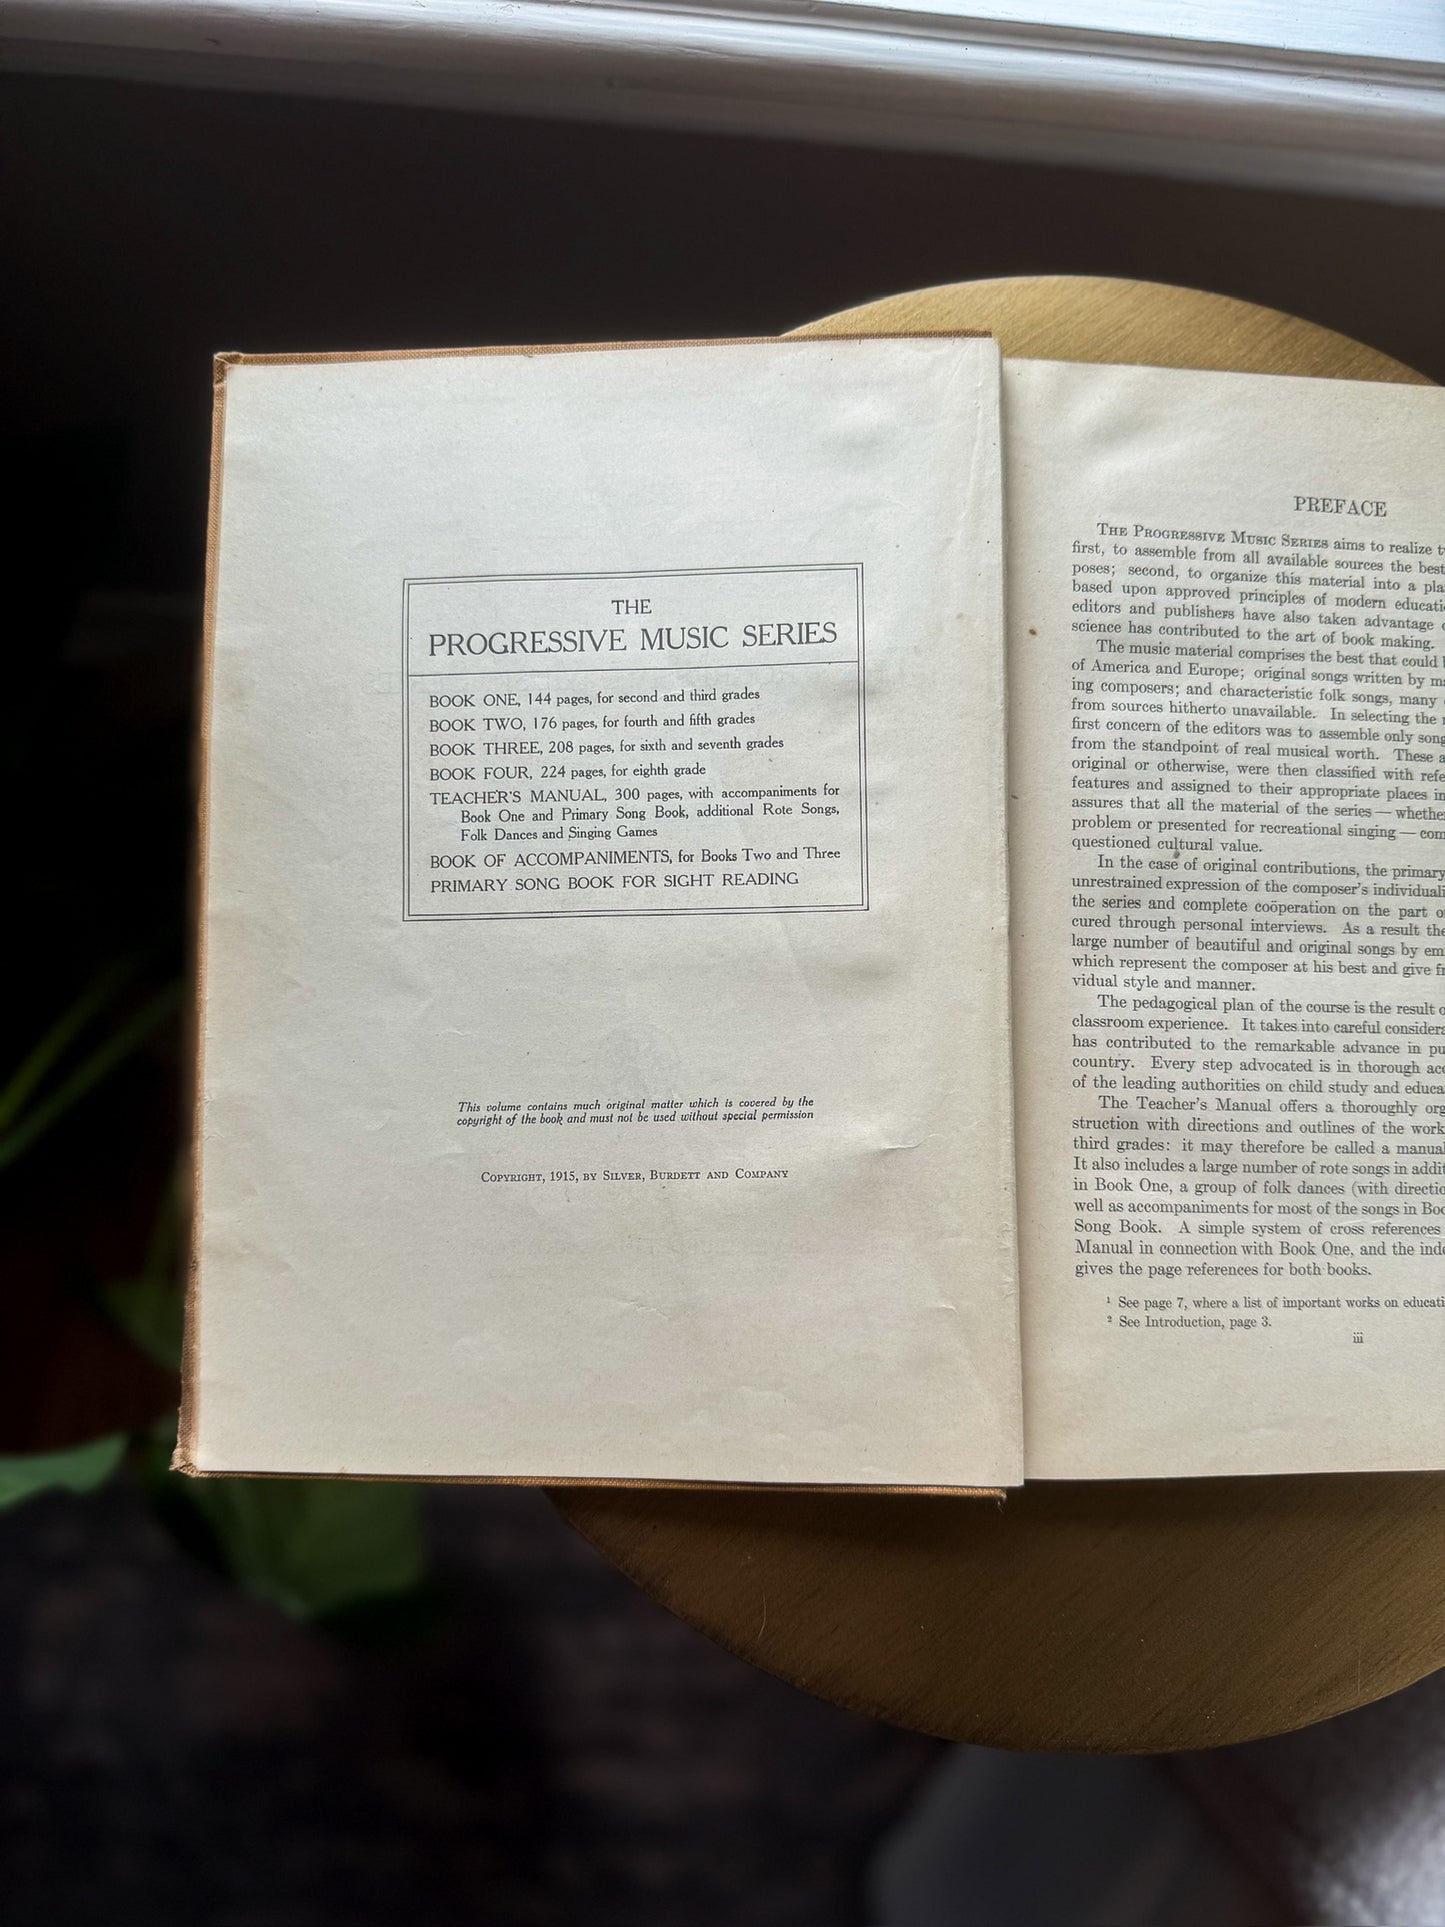 THE
PROGRESSIVE MUSIC SERIES
BOOK ONE, 144 pages, for second and third grades
BOOK TWO, 176 pages, for fourth and fifth grades
BOOK THREE, 208 pages, for sixth and seventh grades
BOOK FOUR, 224 pages, for eighth grade
TEACHER'S MANUAL, 300 pages, with accompaniments for
Book One and Primary Song Book, additional Rote Songs,
Folk Dances and Singing Games
BOOK OF ACCOMPANIMENTS, for Books Two and Three
PRIMARY SONG BOOK FOR SIGHT READING
This volume contains much original matter which is covered by the
copyright of the book and must not be used without special permission
COPYRIGHT, 1915, BY SILVER, BURDETT AND COMPANY
PREFACE
THE PROGRESSIVE MUSIC SERIES aims to realize
first, to assemble from all available sources the best
poses; second, to organize this material into a
based upon approved principles of modern
editors and publishers have also taken advantage
science has contributed to the art of book making.
The music material comprises the best that could
of America and Europe; original songs written by
ing composers; and characteristic folk songs, many
from sources hitherto unavailable. In selecting the
first concern of the editors was to assemble only
from the standpoint of real musical worth. These
original or otherwise, were then classified with
features and assigned to their appropriate places in
assures that all the material of the series — whether
problem or presented for recreational singing —
questioned cultural value.
In the case of original contributions, the primary
unrestrained expression of the composer's
the series and complete coöperation on the part
cured through personal interviews. As a result
large number of beautiful and original songs by
which represent the composer at his best and give
vidual style and manner.
The pedagogical plan of the course is the result
classroom experience. It takes into careful
has contributed to the remarkable advance in
country. Every step advocated is in thorough
of the leading authorities on child study and
The Teacher's Manual offers a thoroughly
struction with directions and outlines of the work
third grades: it may therefore be called a manual
It also includes a large number of rote songs in
in Book One, a group of folk dances (with
well as accompaniments for most of the songs in
Song Book. A simple system of cross references
Manual in connection with Book One, and the
gives the page references for both books.
¹ See page 7, where a list of important works on
² See Introduction, page 3.
iii